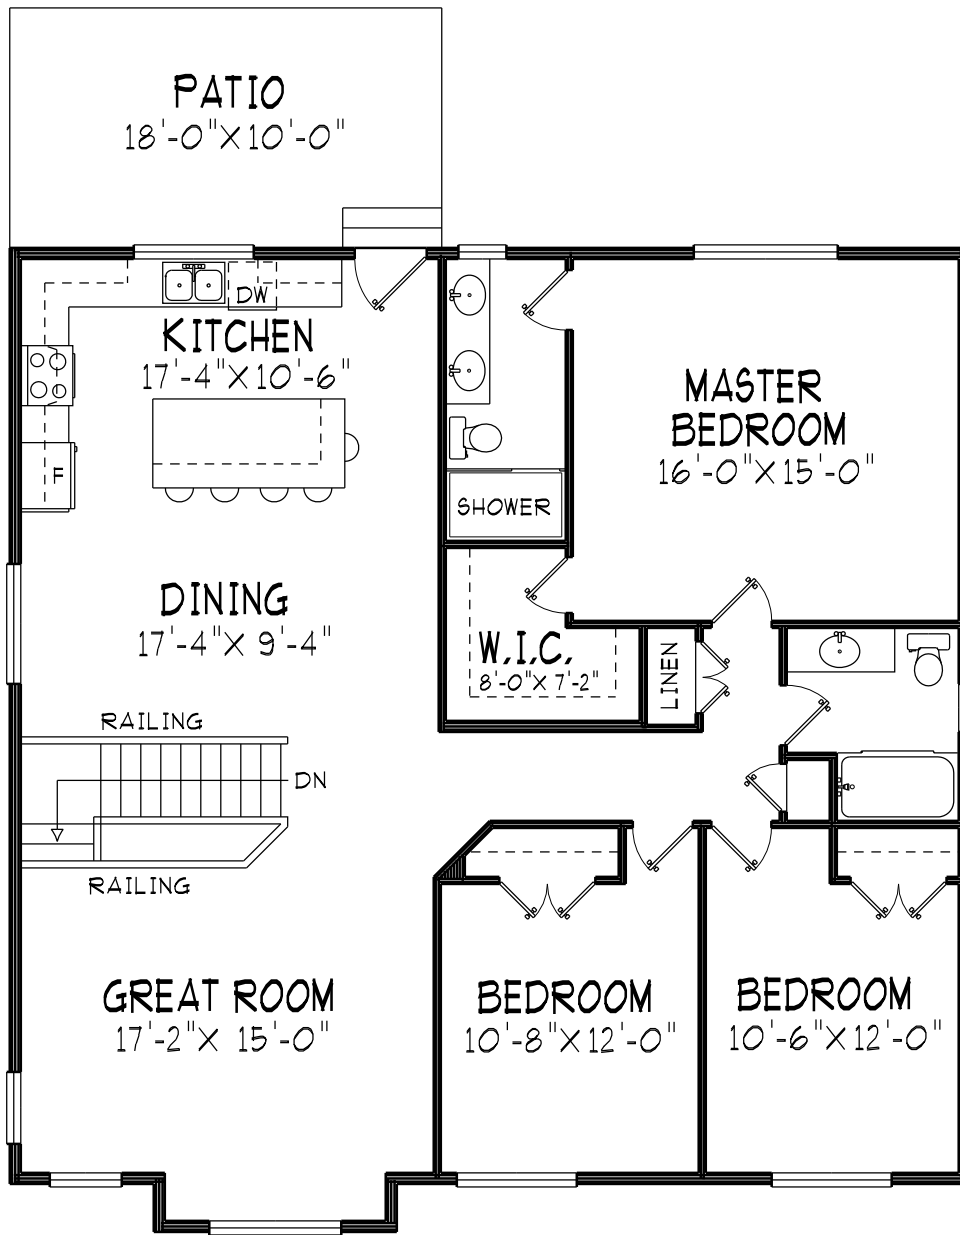 PATIO
18'-0"X10'-0"
DW
KITCHEN
17'-4"X10'-6"
F
MASTER
BEDROOM
16'-0"X15'-0"
SHOWER
DINING
17'-4"X 9'-4"
W.I.C.
8'-0"X 7'-2"
LINEN
RAILING
DN
RAILING
GREAT ROOM
17'-2"X 15'-0"
BEDROOM
10'-8"X12'-0"
BEDROOM
10'-6"X12'-0"